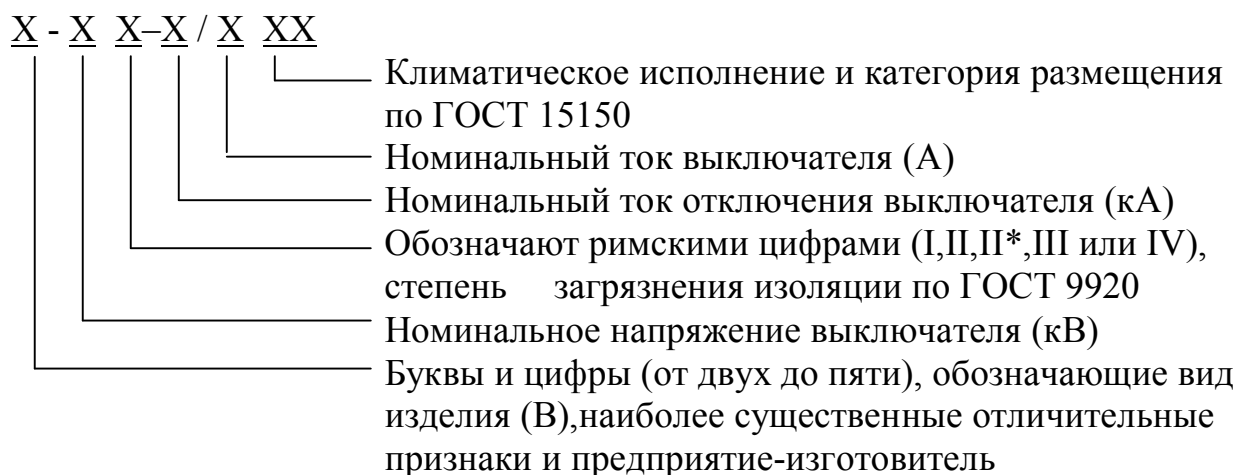 X - X X–X / X XX
Климатическое исполнение и категория размещения
по ГОСТ 15150
Номинальный ток выключателя (А)
Номинальный ток отключения выключателя (кА)
Обозначают римскими цифрами (I,II,II*,III или IV),
степень загрязнения изоляции по ГОСТ 9920
Номинальное напряжение выключателя (кВ)
Буквы и цифры (от двух до пяти), обозначающие вид
изделия (В),наиболее существенные отличительные
признаки и предприятие-изготовитель